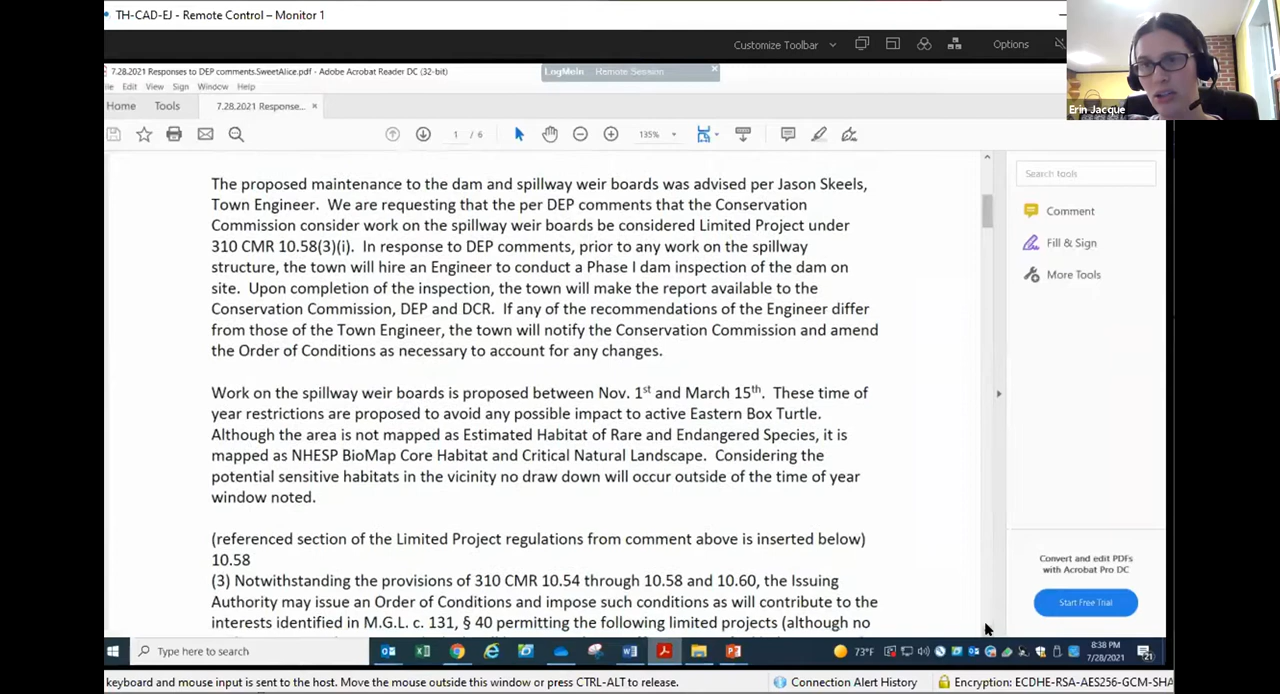 TH-CAD-EJ - Remote Control – Monitor 1
Customize Toolbar
Options
Erin Jacque
7.28.2021 Responses to DEP comments.SweetAlice.pdf - Adobe Acrobat Reader DC (32-bit)
LogMeIn Remote Session
Edit View Sign Window Help
Home Tools 7.28.2021 Response...
1 / 6
135%
The proposed maintenance to the dam and spillway weir boards was advised per Jason Skeels,
Town Engineer. We are requesting that the per DEP comments that the Conservation
Commission consider work on the spillway weir boards be considered Limited Project under
310 CMR 10.58(3)(i). In response to DEP comments, prior to any work on the spillway
structure, the town will hire an Engineer to conduct a Phase I dam inspection of the dam on
site. Upon completion of the inspection, the town will make the report available to the
Conservation Commission, DEP and DCR. If any of the recommendations of the Engineer differ
from those of the Town Engineer, the town will notify the Conservation Commission and amend
the Order of Conditions as necessary to account for any changes.
Work on the spillway weir boards is proposed between Nov. 1st and March 15th. These time of
year restrictions are proposed to avoid any possible impact to active Eastern Box Turtle.
Although the area is not mapped as Estimated Habitat of Rare and Endangered Species, it is
mapped as NHESP BioMap Core Habitat and Critical Natural Landscape. Considering the
potential sensitive habitats in the vicinity no draw down will occur outside of the time of year
window noted.
(referenced section of the Limited Project regulations from comment above is inserted below)
10.58
(3) Notwithstanding the provisions of 310 CMR 10.54 through 10.58 and 10.60, the Issuing
Authority may issue an Order of Conditions and impose such conditions as will contribute to the
interests identified in M.G.L. c. 131, § 40 permitting the following limited projects (although no
Search tools
Comment
Fill & Sign
More Tools
Convert and edit PDFs
with Acrobat Pro DC
Start Free Trial
Type here to search
73°F
8:38 PM
7/28/2021
21
keyboard and mouse input is sent to the host. Move the mouse outside this window or press CTRL-ALT to release.
Connection Alert History
Encryption: ECDHE-RSA-AES256-GCM-SHA